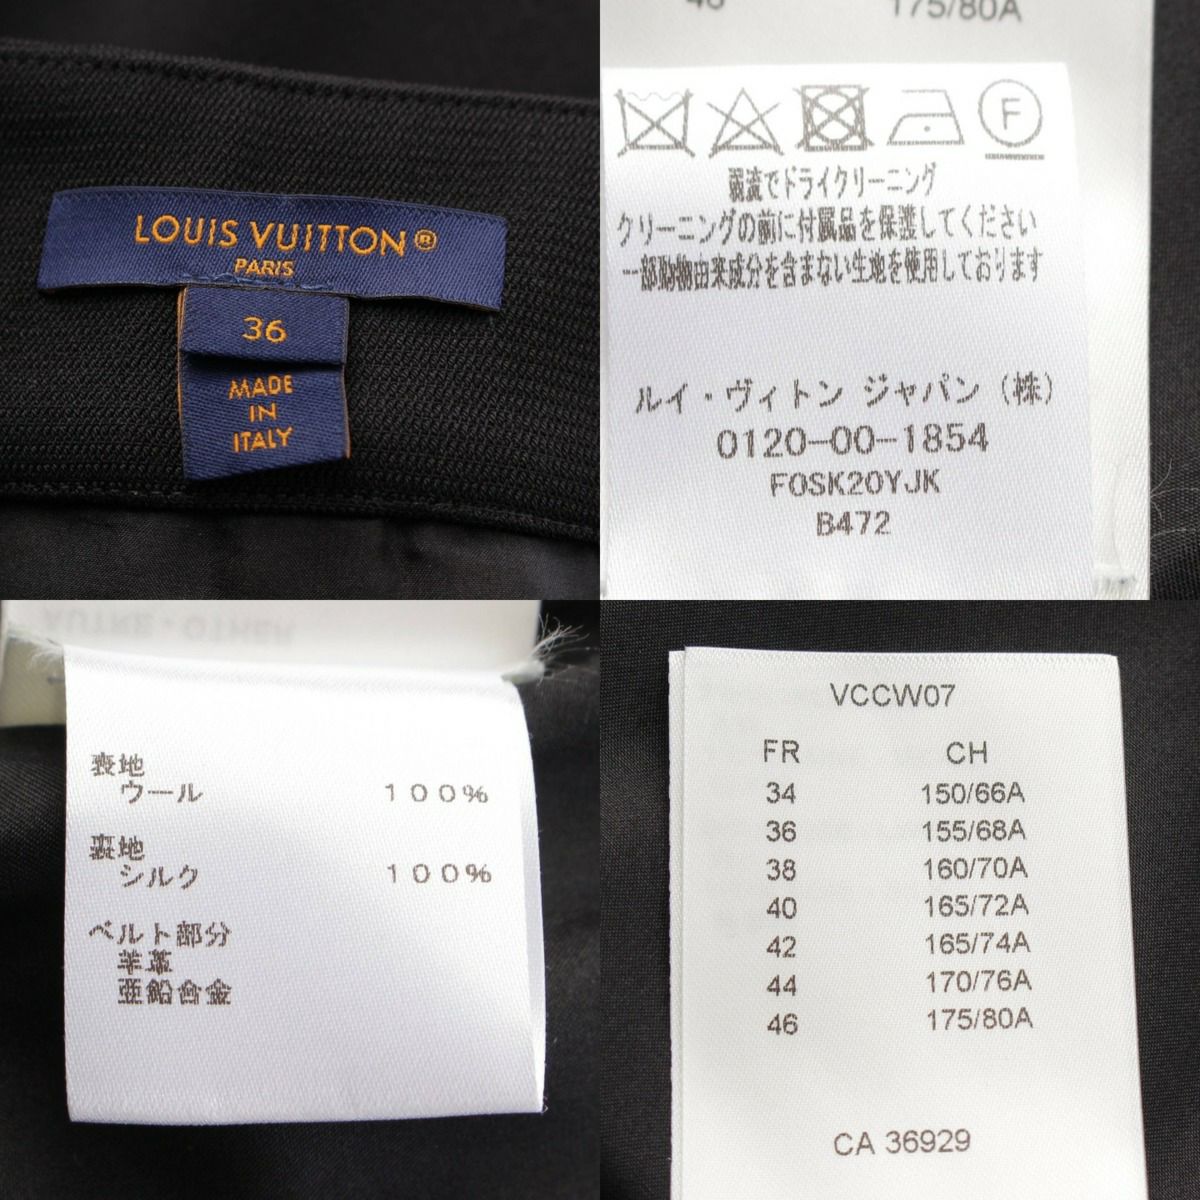 LOUIS VUITTON®
PARIS
36
MADE
IN
ITALY
46 175/80A
F
弱流でドライクリーニング
クリーニングの前に付属品を保護してください
一部動物由来成分を含まない生地を使用しております
ルイ・ヴィトン ジャパン（株）
0120-00-1854
F0SK20YJK
B472
AUTRE - OTHER
表地
ウール 100%
裏地
シルク 100%
ベルト部分
羊革
亜鉛合金
VCCW07
FR CH
34 150/66A
36 155/68A
38 160/70A
40 165/72A
42 165/74A
44 170/76A
46 175/80A
CA 36929